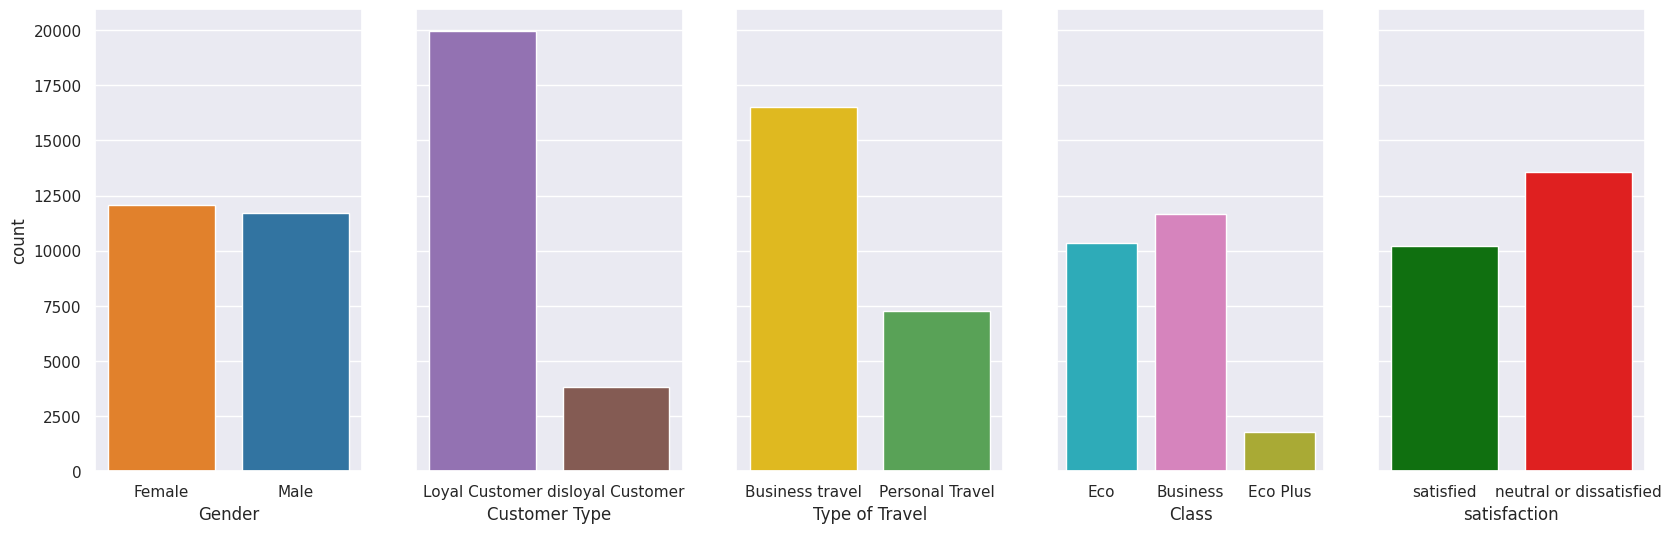 20000
17500
15000
12500
10000
7500
5000
2500
0
count
Female Male
Gender
Loyal Customer disloyal Customer
Customer Type
Business travel Personal Travel
Type of Travel
Eco Business Eco Plus
Class
satisfied neutral or dissatisfied
satisfaction